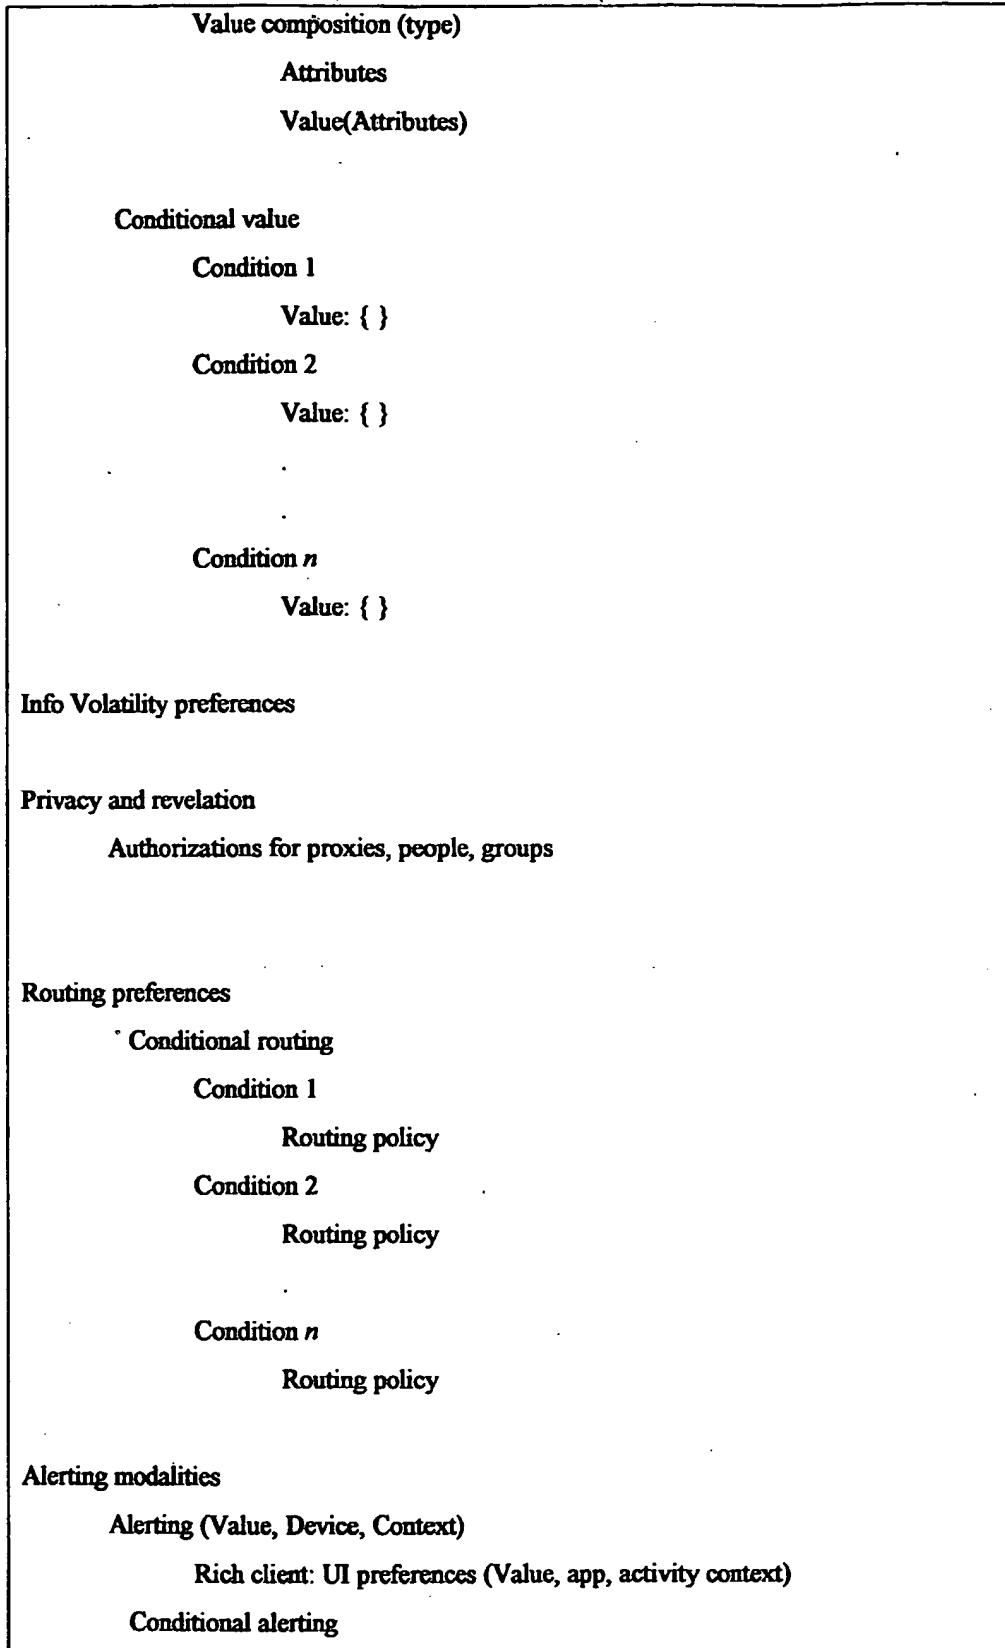 Value composition (type)
Attributes
Value(Attributes)
Conditional value
Condition 1
Value: { }
Condition 2
Value: { }
.
.
Condition n
Value: { }
Info Volatility preferences
Privacy and revelation
Authorizations for proxies, people, groups
Routing preferences
Conditional routing
Condition 1
Routing policy
Condition 2
Routing policy
.
Condition n
Routing policy
Alerting modalities
Alerting (Value, Device, Context)
Rich client: UI preferences (Value, app, activity context)
Conditional alerting